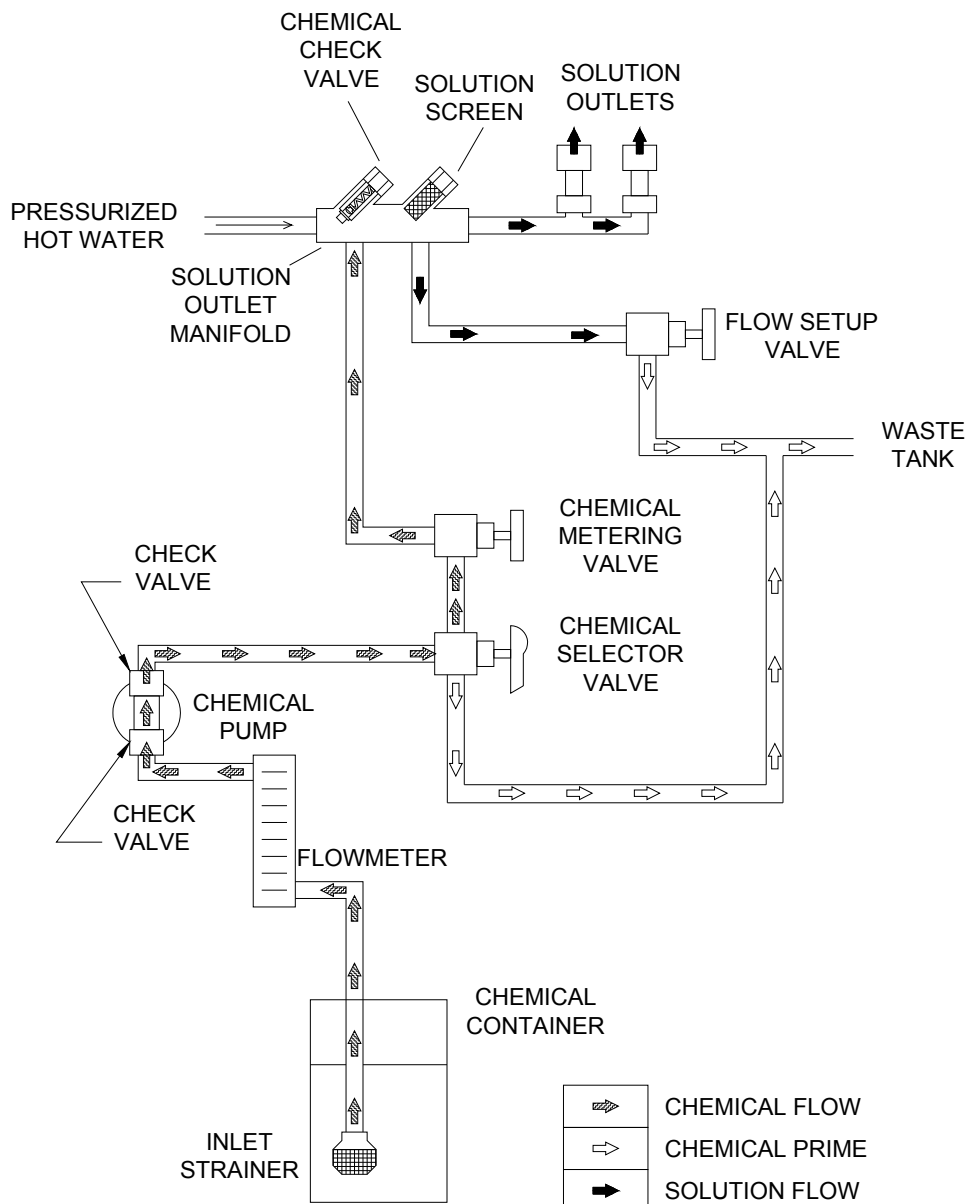 CHEMICAL
CHECK
VALVE
SOLUTION
SCREEN
SOLUTION
OUTLETS
PRESSURIZED
HOT WATER
SOLUTION
OUTLET
MANIFOLD
FLOW SETUP
VALVE
WASTE
TANK
CHEMICAL
METERING
VALVE
CHECK
VALVE
CHEMICAL
SELECTOR
VALVE
CHEMICAL
PUMP
CHECK
VALVE
FLOWMETER
CHEMICAL
CONTAINER
INLET
STRAINER
CHEMICAL FLOW
CHEMICAL PRIME
SOLUTION FLOW